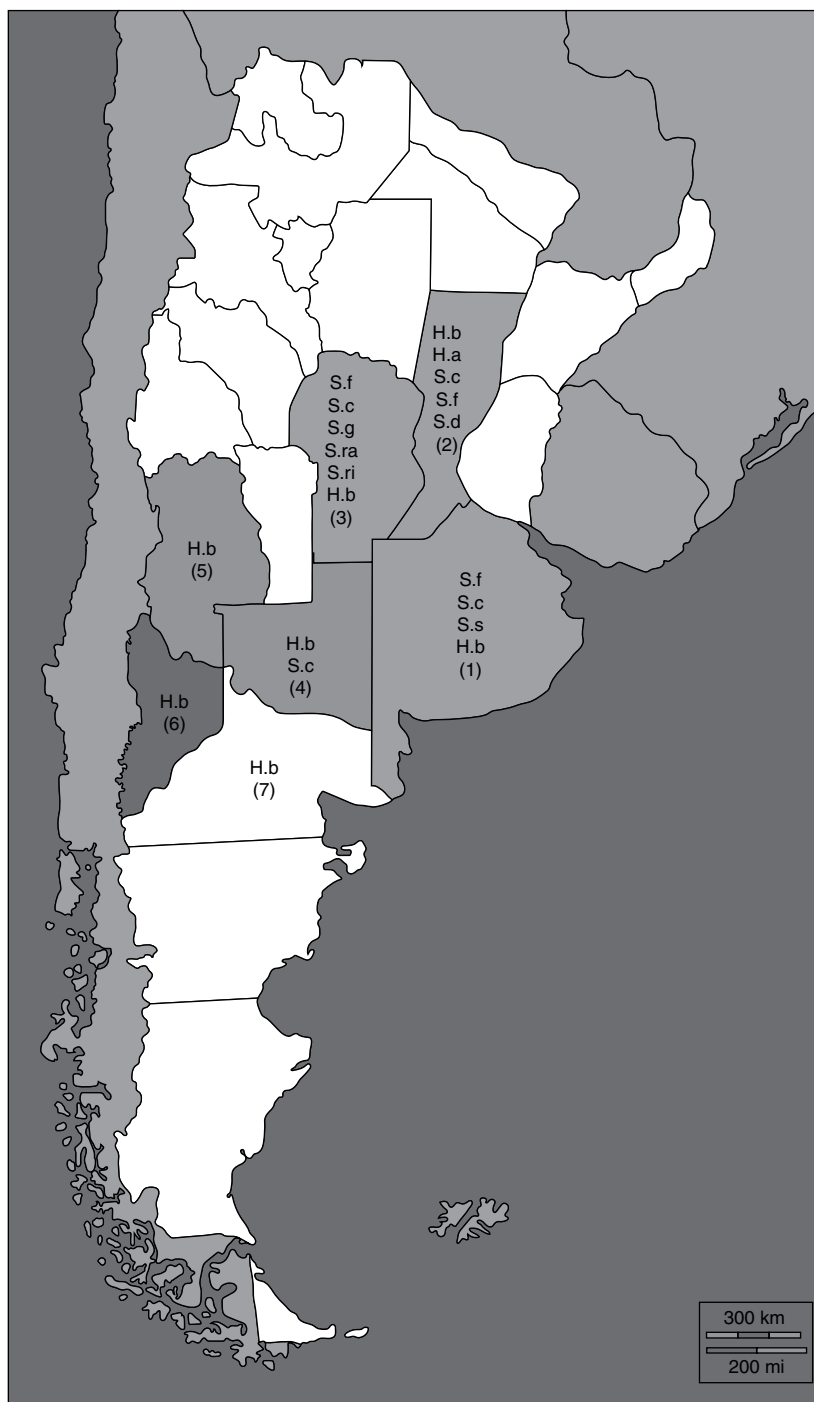 H.b
H.a
S.c
S.f
S.d
(2)
S.f
S.c
S.g
S.ra
S.ri
H.b
(3)
H.b
(5)
S.f
S.c
S.s
H.b
(1)
H.b
S.c
(4)
H.b
(6)
H.b
(7)
300 km
200 mi